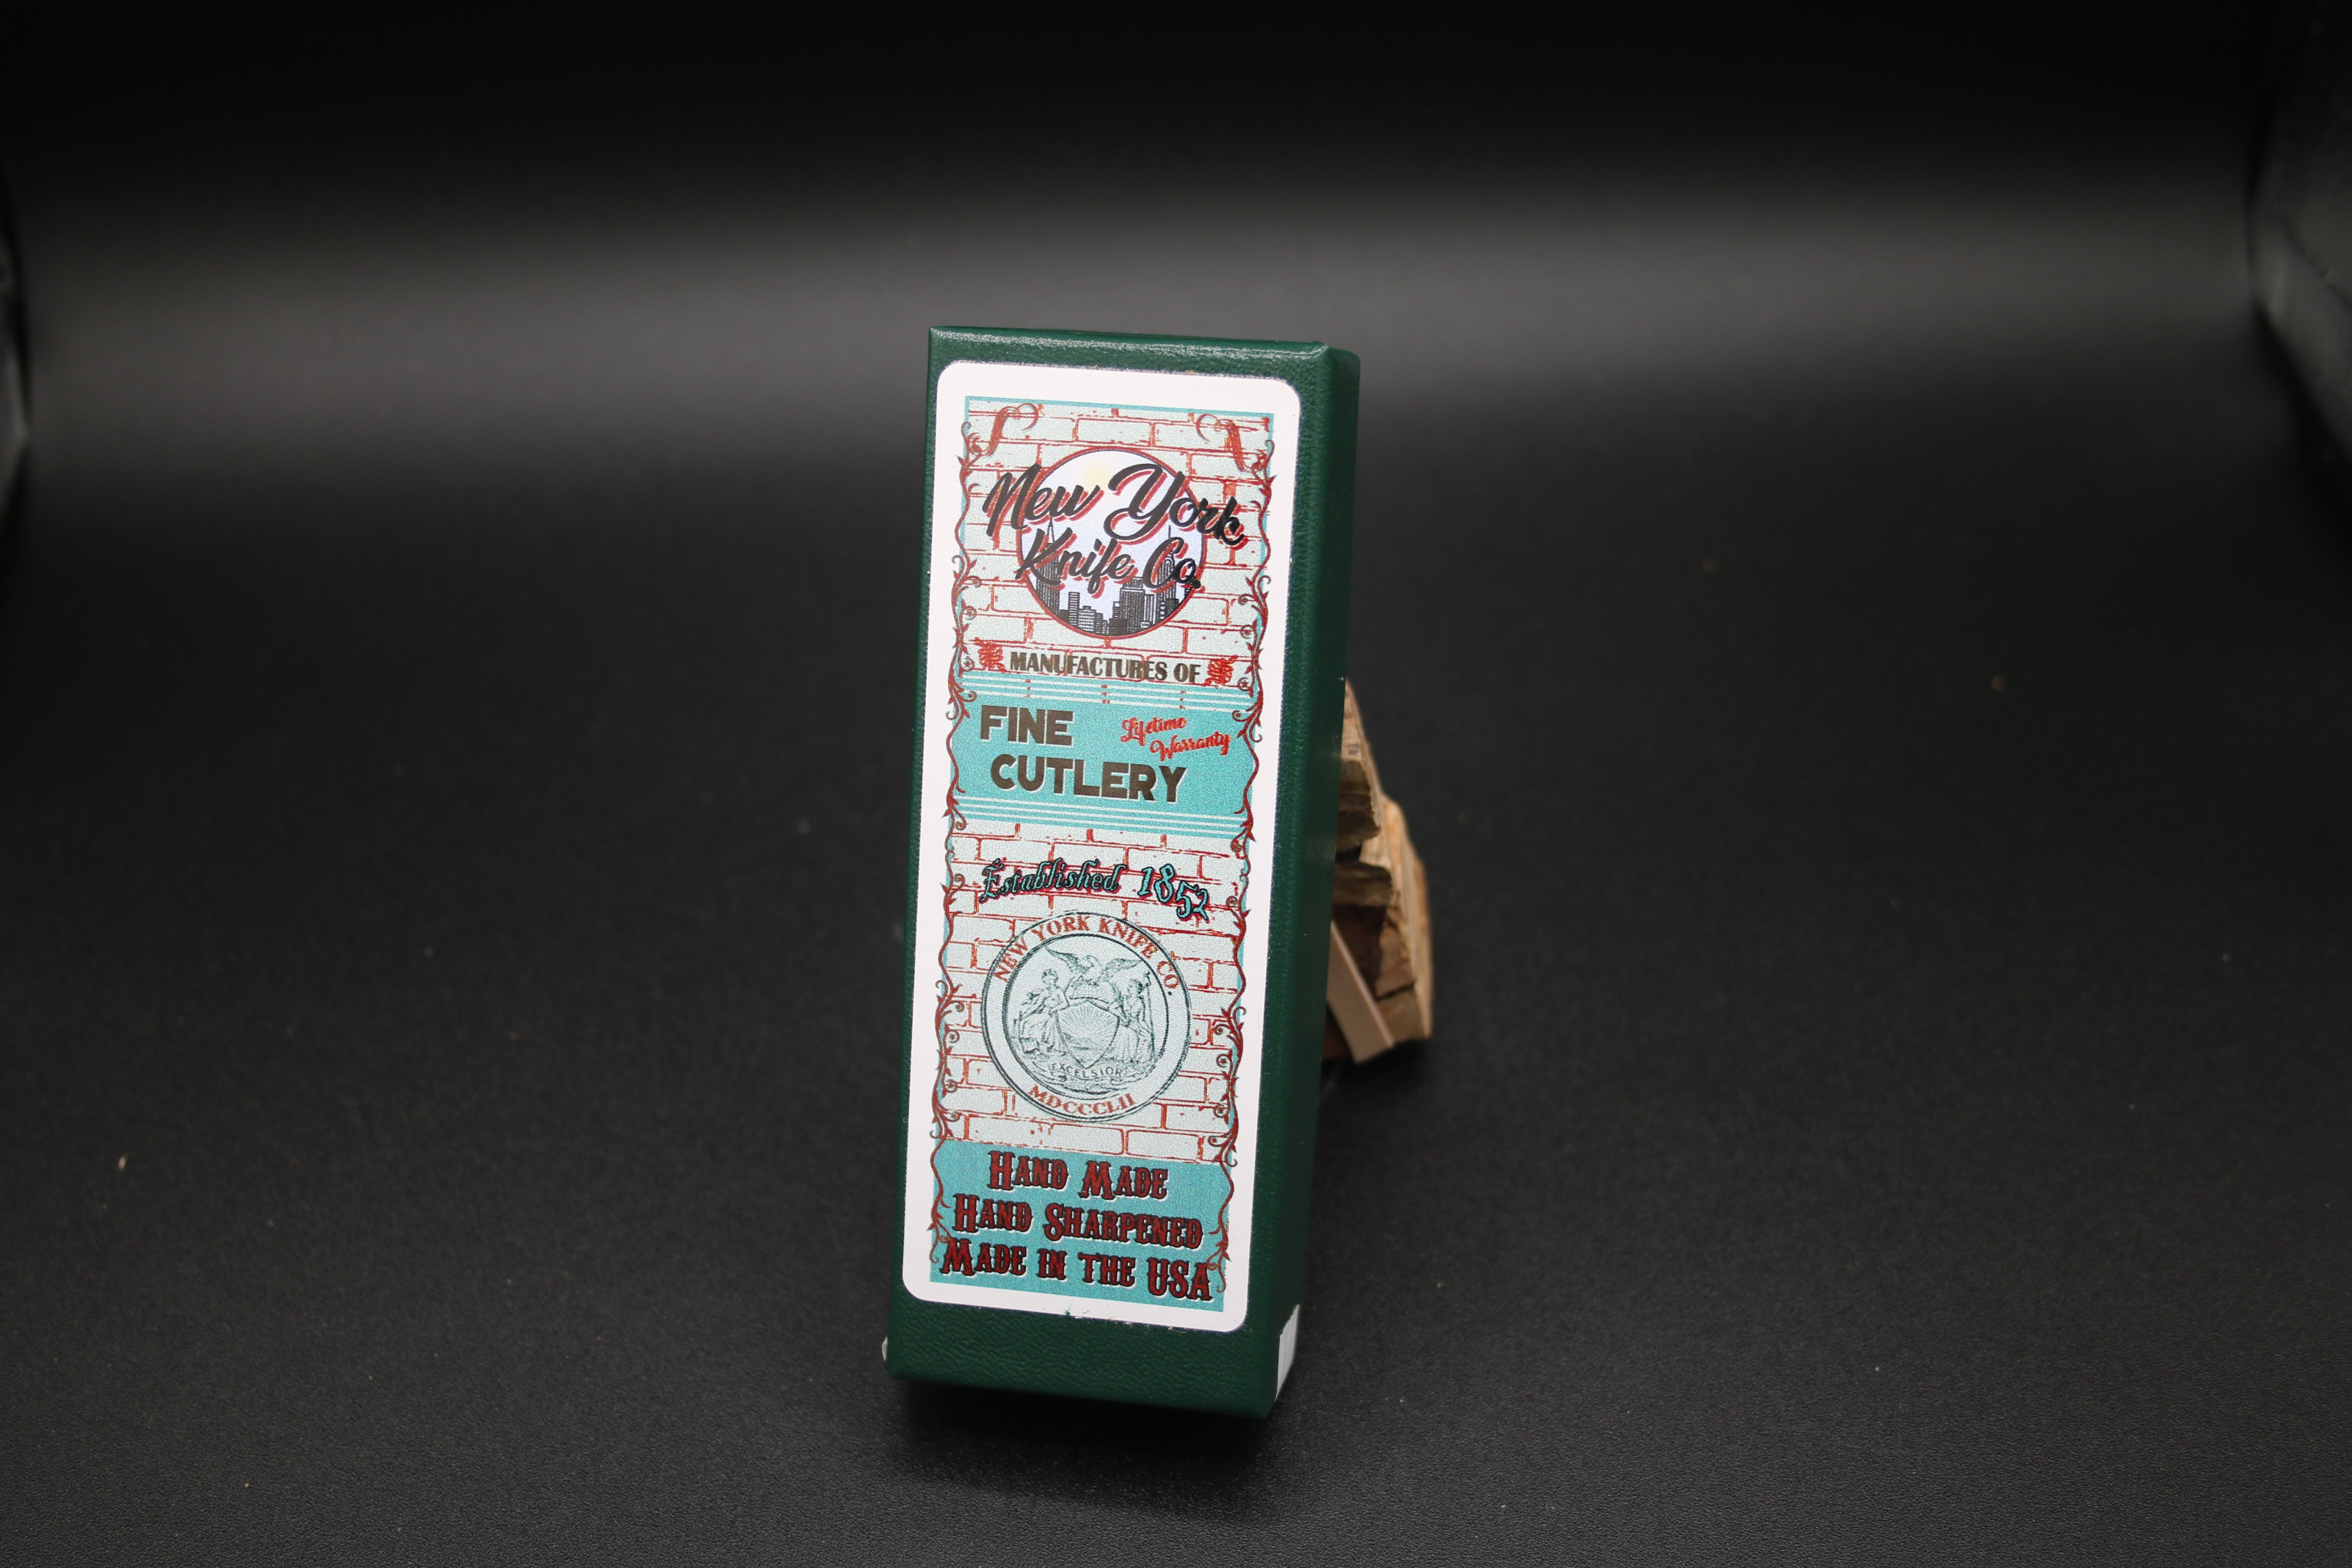 New York
Knife Co.
MANUFACTURES OF
FINE
CUTLERY
Lifetime
Warranty
Established 1852
NEW YORK KNIFE CO.
EXCELSIOR
MDCCCLII
HAND MADE
HAND SHARPENED
MADE IN THE USA